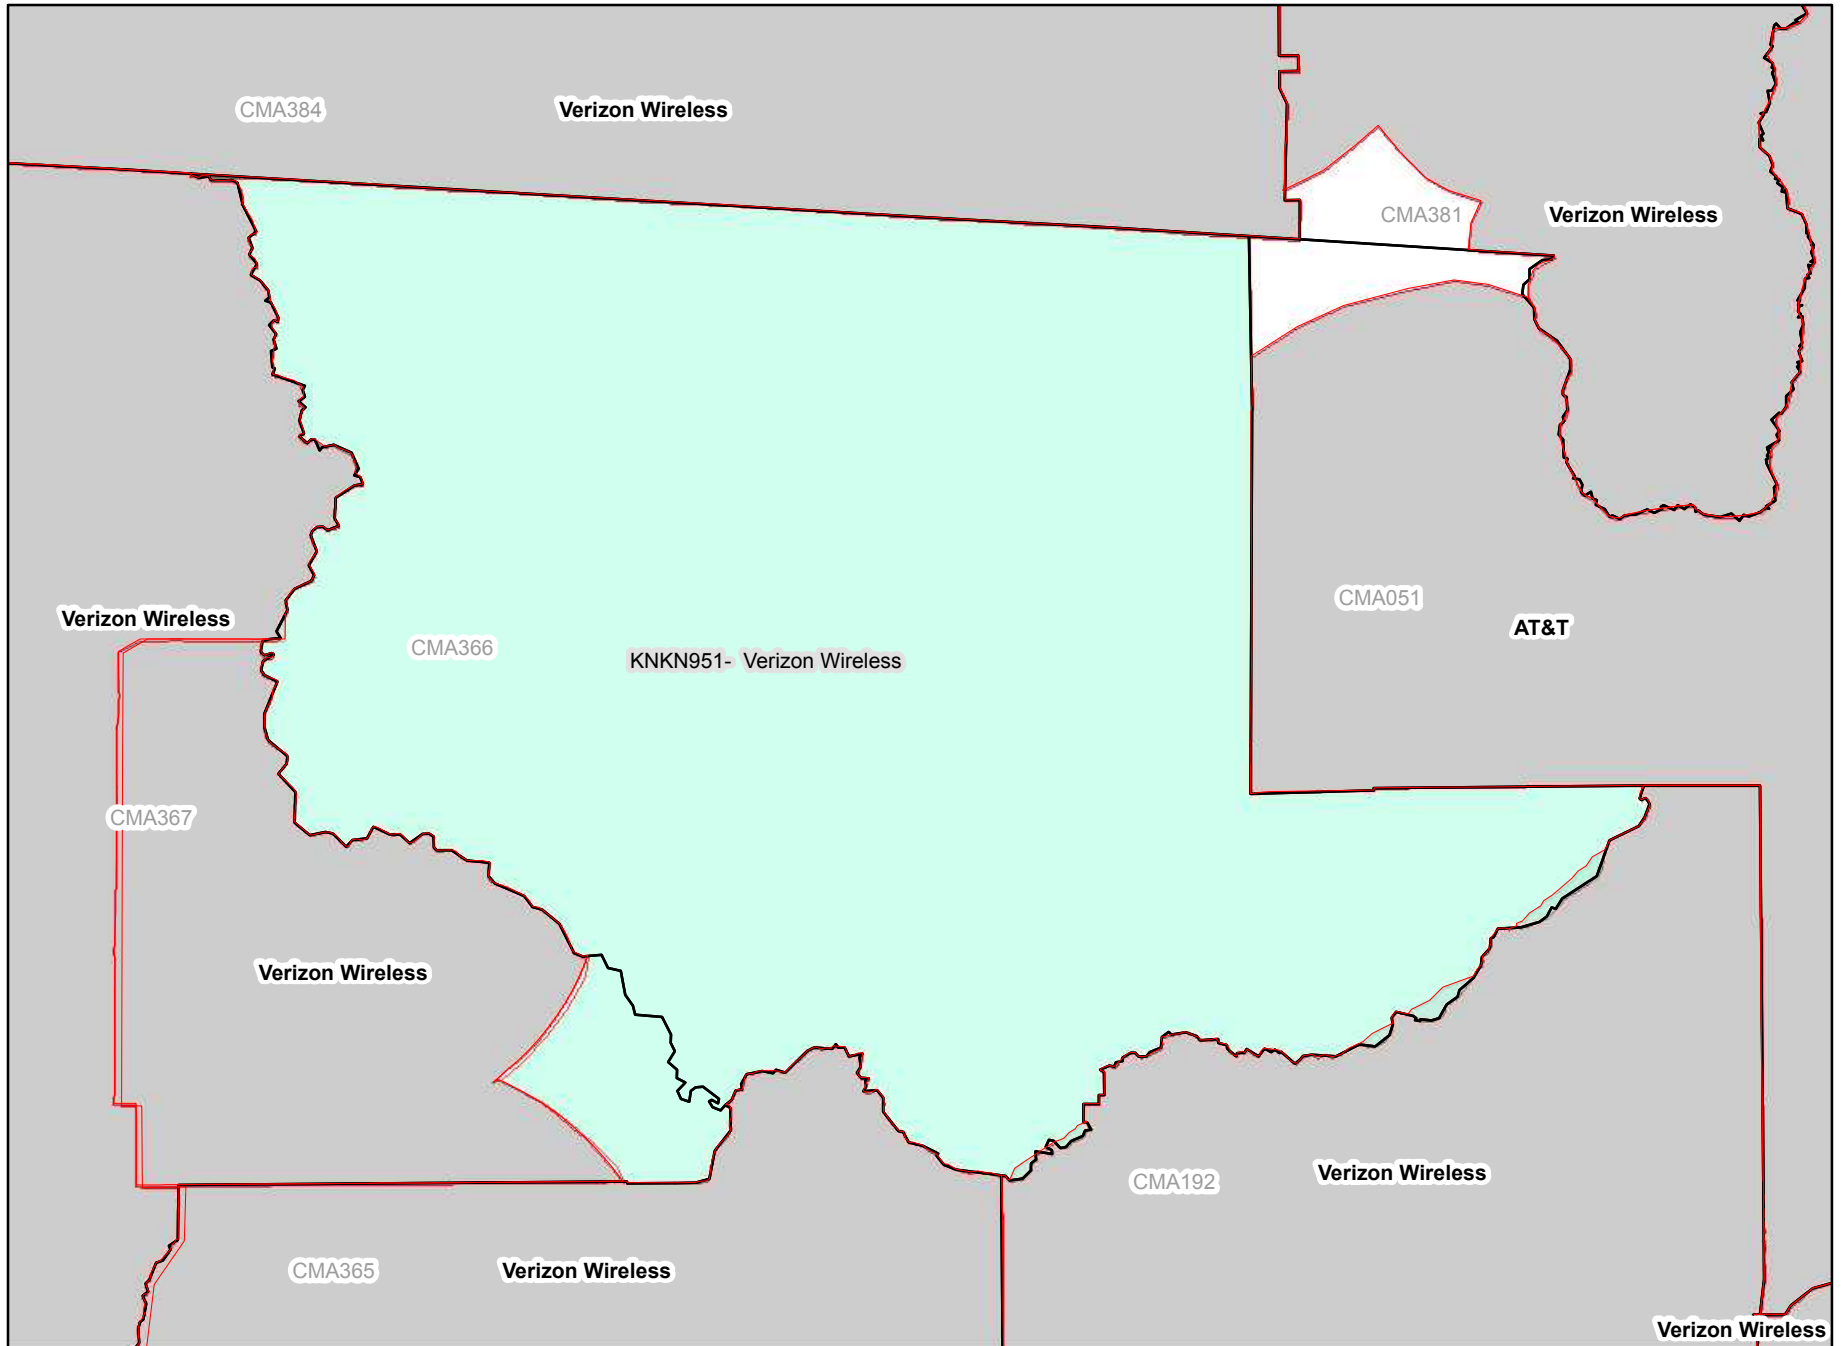 CMA384
Verizon Wireless
CMA381
Verizon Wireless
CMA051
AT&T
Verizon Wireless
CMA366
KNKN951- Verizon Wireless
CMA367
Verizon Wireless
CMA192
Verizon Wireless
CMA365
Verizon Wireless
Verizon Wireless